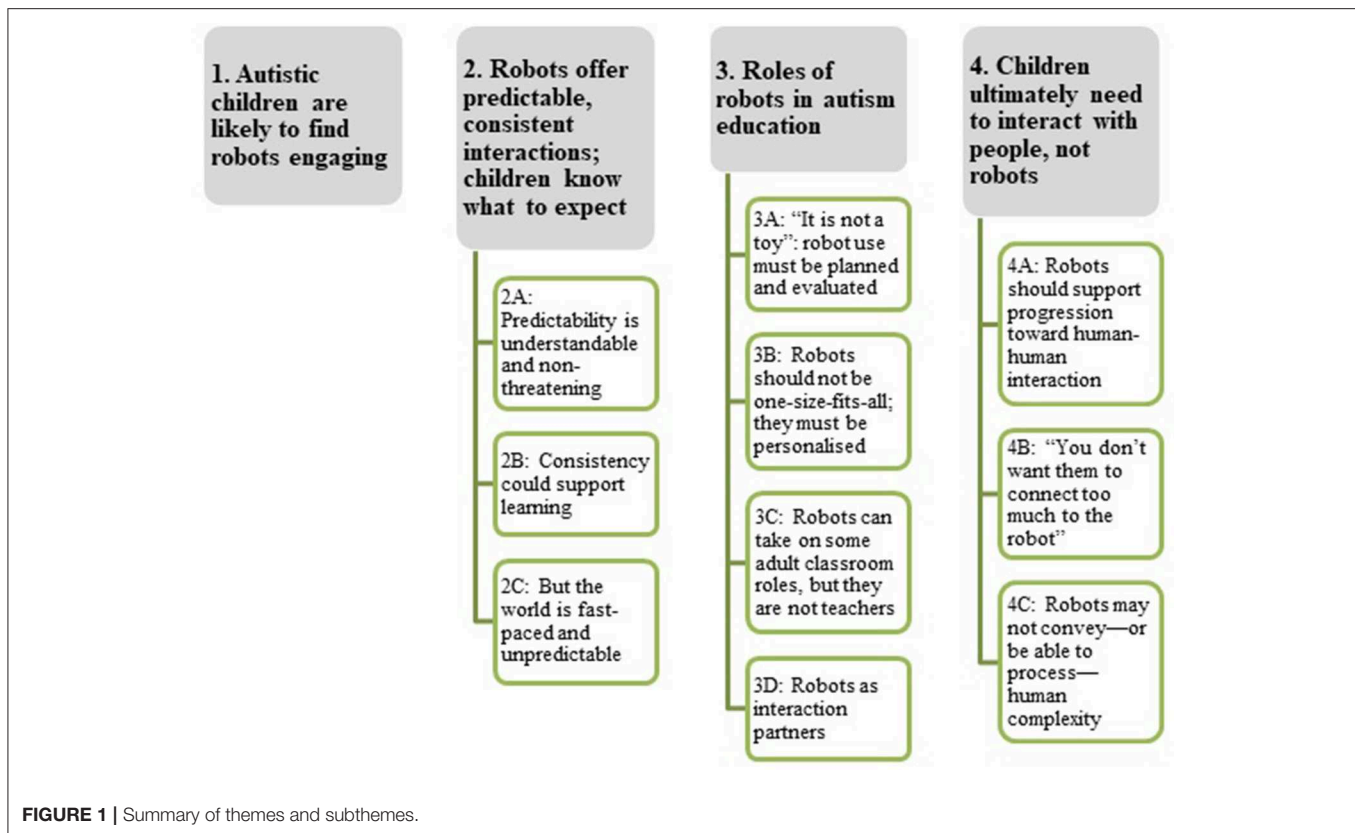 1. Autistic
children are
likely to find
robots engaging
2. Robots offer
predictable,
consistent
interactions;
children know
what to expect
2A:
Predictability is
understandable
and non-
threatening
2B: Consistency
could support
learning
2C: But the
world is fast-
paced and
unpredictable
3. Roles of
robots in autism
education
3A: “It is not a
toy”: robot use
must be planned
and evaluated
3B: Robots
should not be
one-size-fits-all;
they must be
personalised
3C: Robots can
take on some
adult classroom
roles, but they
are not teachers
3D: Robots as
interaction
partners
4. Children
ultimately need
to interact with
people, not
robots
4A: Robots
should support
progression
toward human-
human
interaction
4B: “You don’t
want them to
connect too
much to the
robot”
4C: Robots may
not convey—or
be able to
process—
human
complexity
FIGURE 1 | Summary of themes and subthemes.